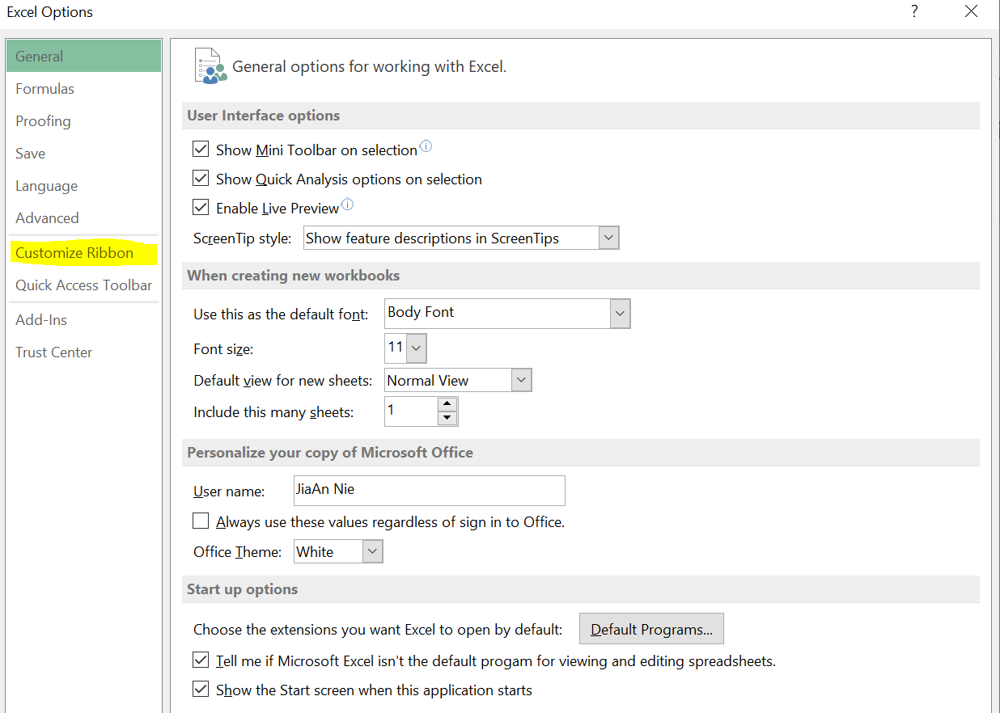 Excel Options
?
General
Formulas
Proofing
Save
Language
Advanced
Customize Ribbon
Quick Access Toolbar
Add-Ins
Trust Center
General options for working with Excel.
User Interface options
Show Mini Toolbar on selection
Show Quick Analysis options on selection
Enable Live Preview
ScreenTip style: Show feature descriptions in ScreenTips
When creating new workbooks
Use this as the default font: Body Font
Font size: 11
Default view for new sheets: Normal View
Include this many sheets: 1
Personalize your copy of Microsoft Office
User name: JiaAn Nie
Always use these values regardless of sign in to Office.
Office Theme: White
Start up options
Choose the extensions you want Excel to open by default: Default Programs...
Tell me if Microsoft Excel isn't the default progam for viewing and editing spreadsheets.
Show the Start screen when this application starts